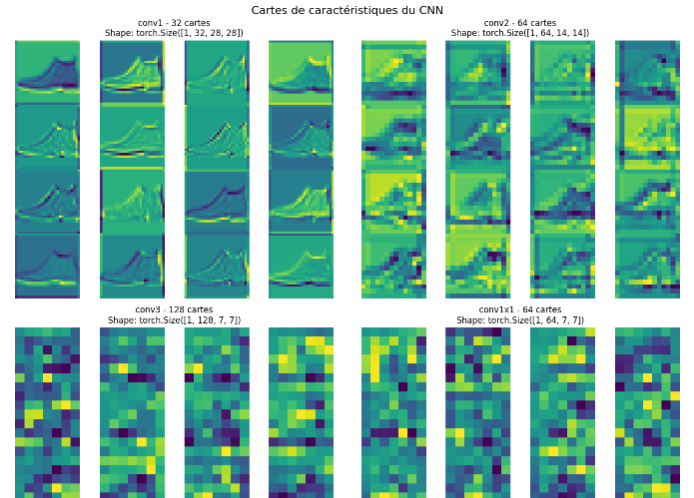 Cartes de caractéristiques du CNN
conv1 - 32 cartes
Shape: torch.Size([1, 32, 28, 28])
conv2 - 64 cartes
Shape: torch.Size([1, 64, 14, 14])
conv3 - 128 cartes
Shape: torch.Size([1, 128, 7, 7])
conv1x1 - 64 cartes
Shape: torch.Size([1, 64, 7, 7])